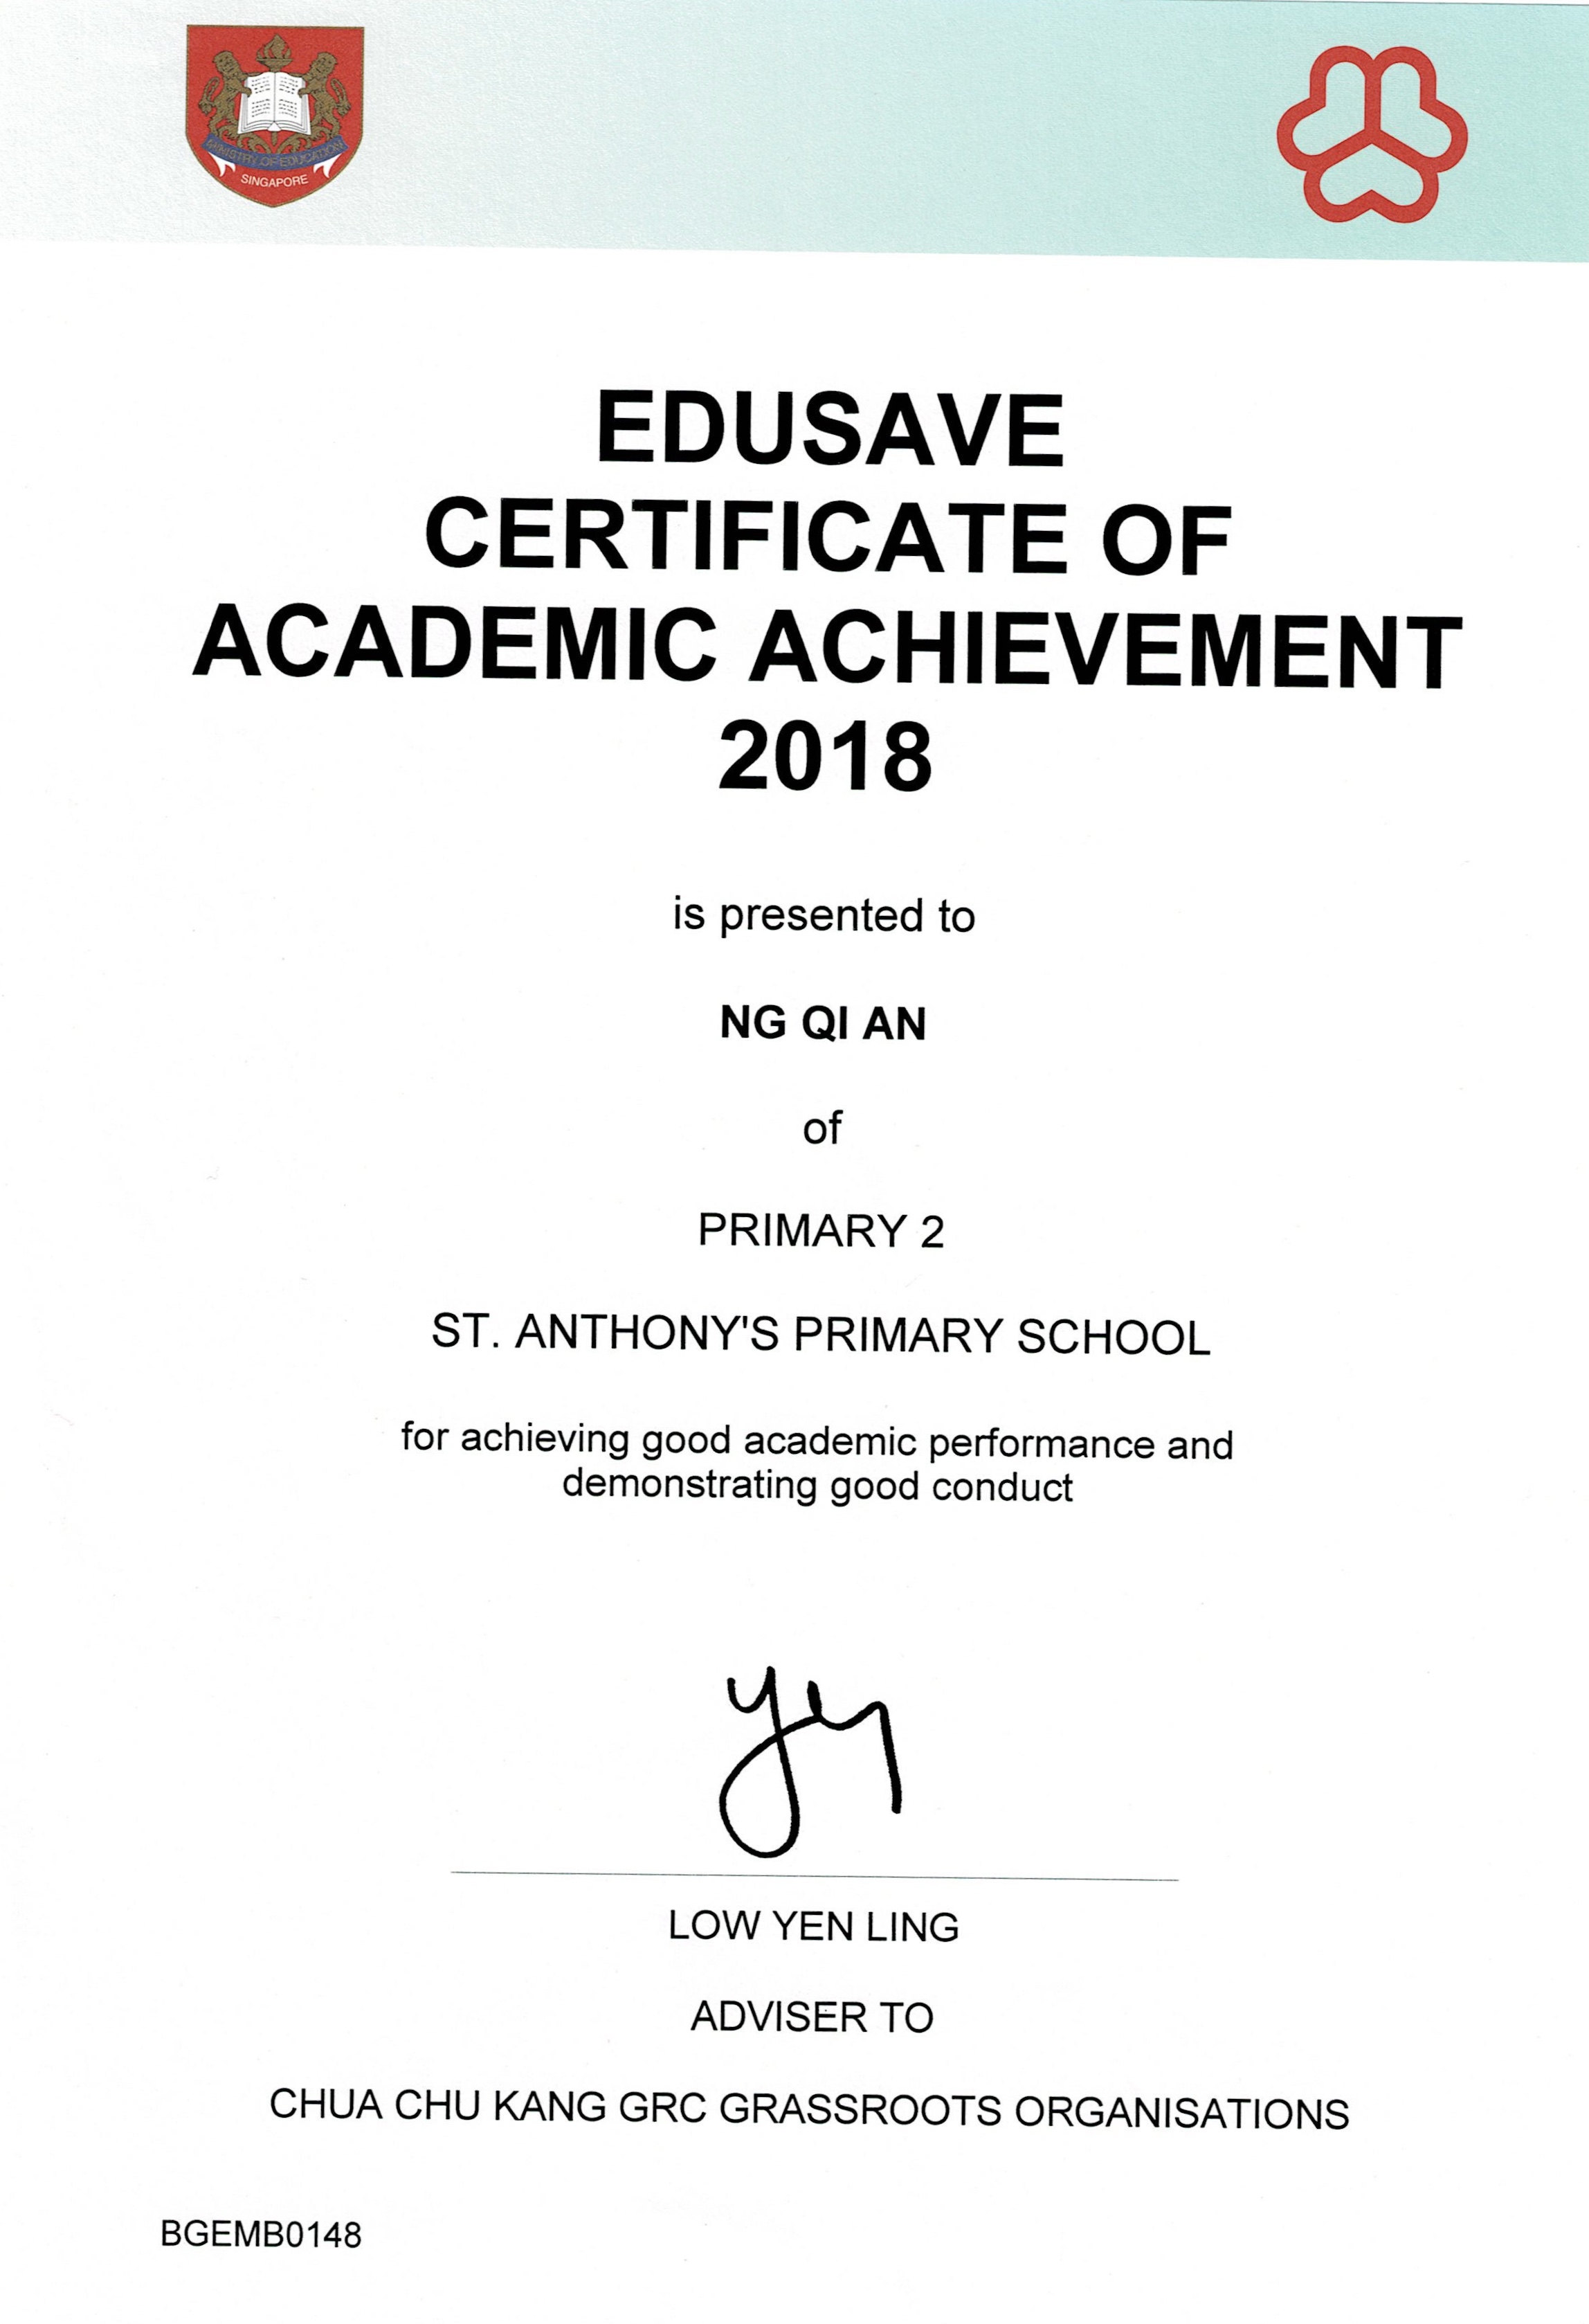 MINISTRY OF EDUCATION
SINGAPORE
EDUSAVE
CERTIFICATE OF
ACADEMIC ACHIEVEMENT
2018
is presented to
NG QI AN
of
PRIMARY 2
ST. ANTHONY'S PRIMARY SCHOOL
for achieving good academic performance and
demonstrating good conduct
LOW YEN LING
ADVISER TO
CHUA CHU KANG GRC GRASSROOTS ORGANISATIONS
BGEMB0148